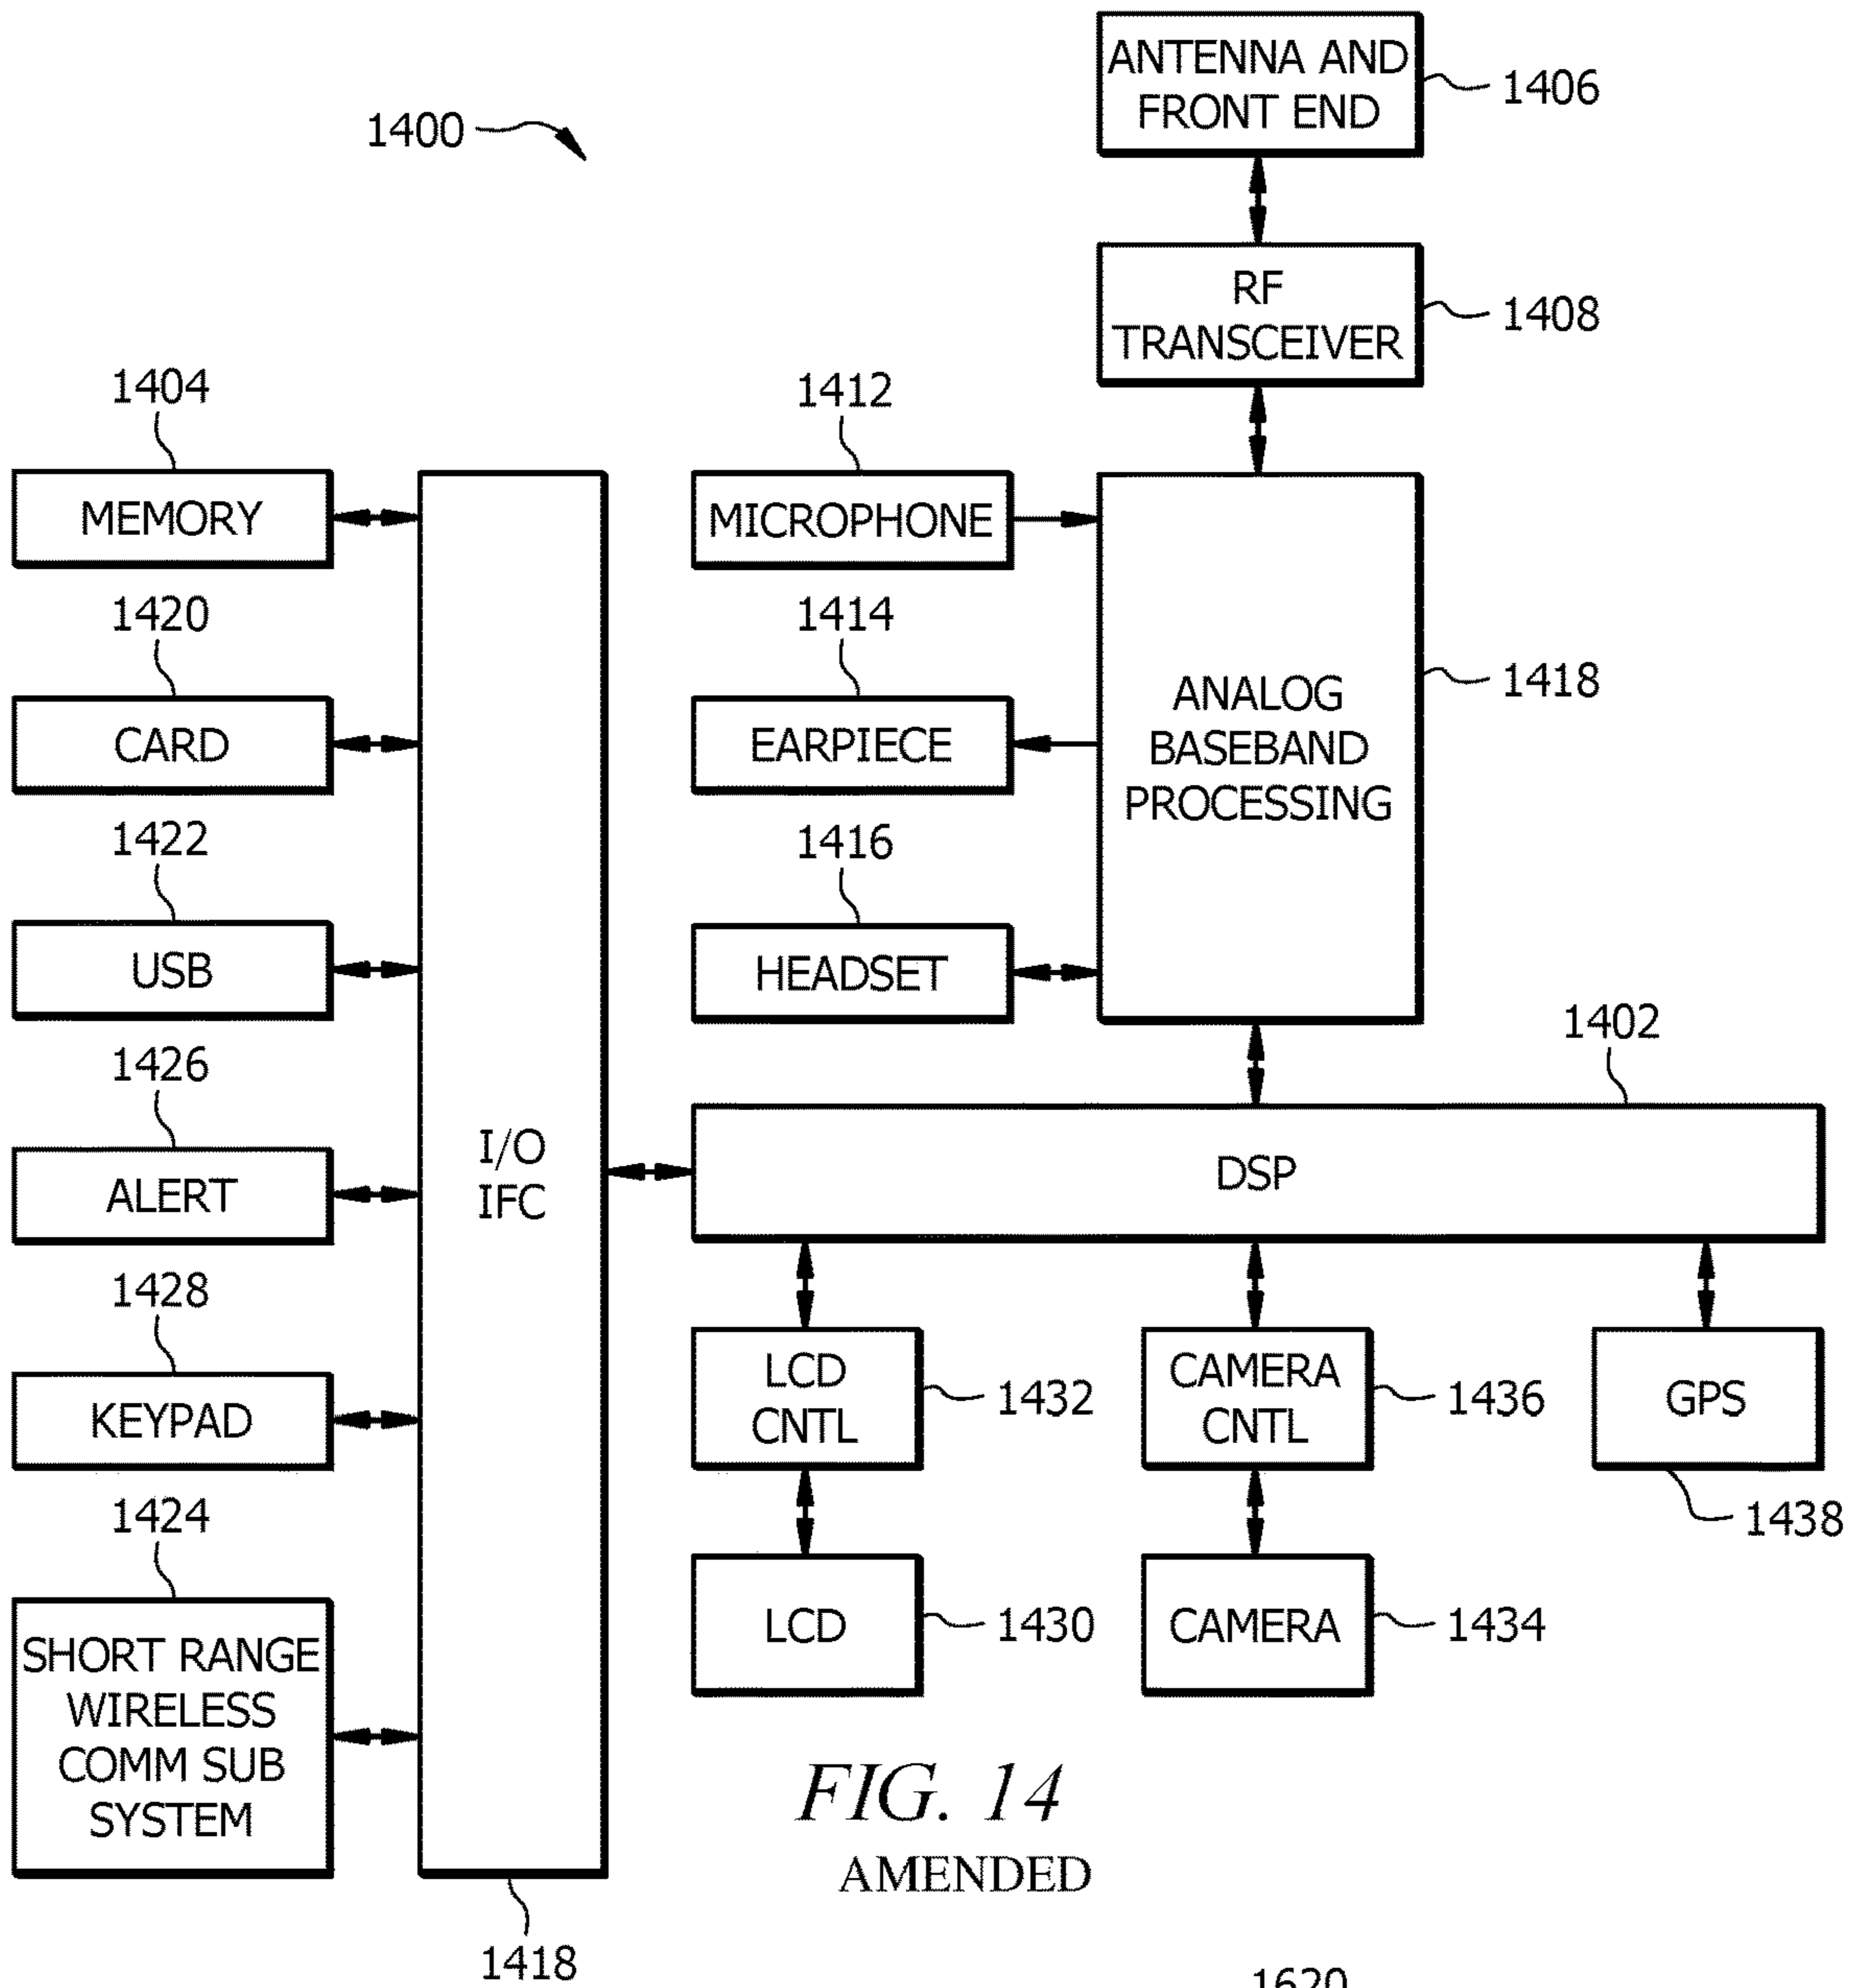 ANTENNA AND
FRONT END
1406
1400
RF
TRANSCEIVER
1408
1404
MEMORY
1412
MICROPHONE
1420
CARD
1414
EARPIECE
ANALOG
BASEBAND
PROCESSING
1418
1422
USB
1416
HEADSET
1402
1426
ALERT
I/O
IFC
DSP
1428
KEYPAD
LCD
CNTL
1432
CAMERA
CNTL
1436
GPS
1438
1424
SHORT RANGE
WIRELESS
COMM SUB
SYSTEM
LCD
1430
CAMERA
1434
FIG. 14
AMENDED
1418
1620